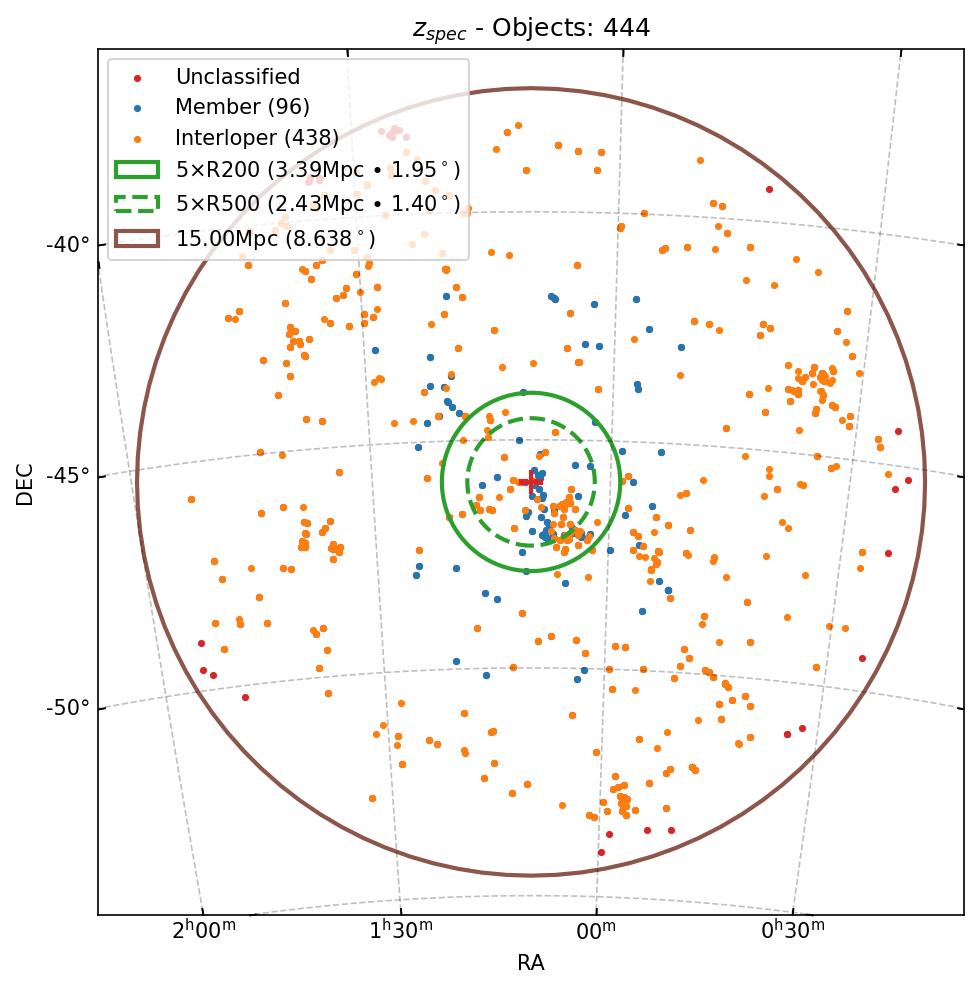 z_spec - Objects: 444
Unclassified
Member (96)
Interloper (438)
5×R200 (3.39Mpc • 1.95°)
5×R500 (2.43Mpc • 1.40°)
15.00Mpc (8.638°)
-40°
-45°
-50°
DEC
2ʰ00ᵐ 1ʰ30ᵐ 00ᵐ 0ʰ30ᵐ
RA